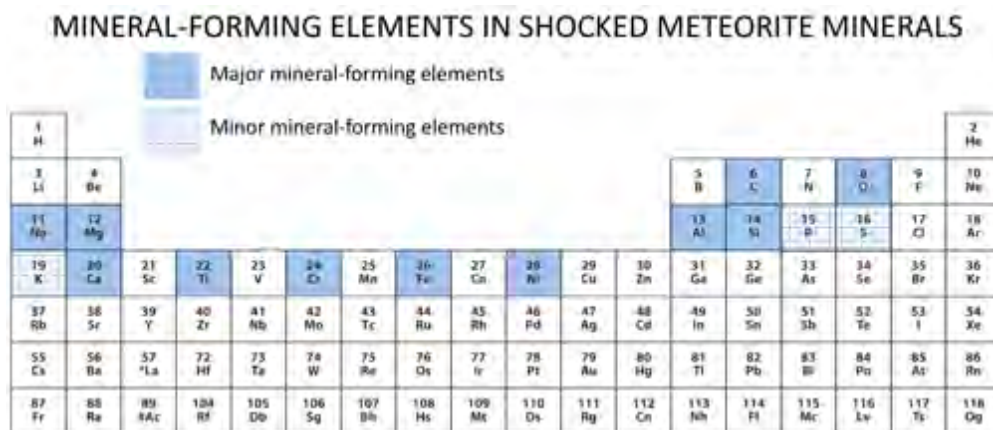 MINERAL-FORMING ELEMENTS IN SHOCKED METEORITE MINERALS
Major mineral-forming elements
Minor mineral-forming elements
1 2
H He
3 4 5 6 7 8 9 10
Li Be B C N O F Ne
11 12 13 14 15 16 17 18
Na Mg Al Si P S Cl Ar
19 20 21 22 23 24 25 26 27 28 29 30 31 32 33 34 35 36
K Ca Sc Ti V Cr Mn Fe Co Ni Cu Zn Ga Ge As Se Br Kr
37 38 39 40 41 42 43 44 45 46 47 48 49 50 51 52 53 54
Rb Sr Y Zr Nb Mo Tc Ru Rh Pd Ag Cd In Sn Sb Te I Xe
55 56 57 72 73 74 75 76 77 78 79 80 81 82 83 84 85 86
Cs Ba *La Hf Ta W Re Os Ir Pt Au Hg Tl Pb Bi Po At Rn
87 88 89 104 105 106 107 108 109 110 111 112 113 114 115 116 117 118
Fr Ra #Ac Rf Db Sg Bh Hs Mt Ds Rg Cn Nh Fl Mc Lv Ts Og